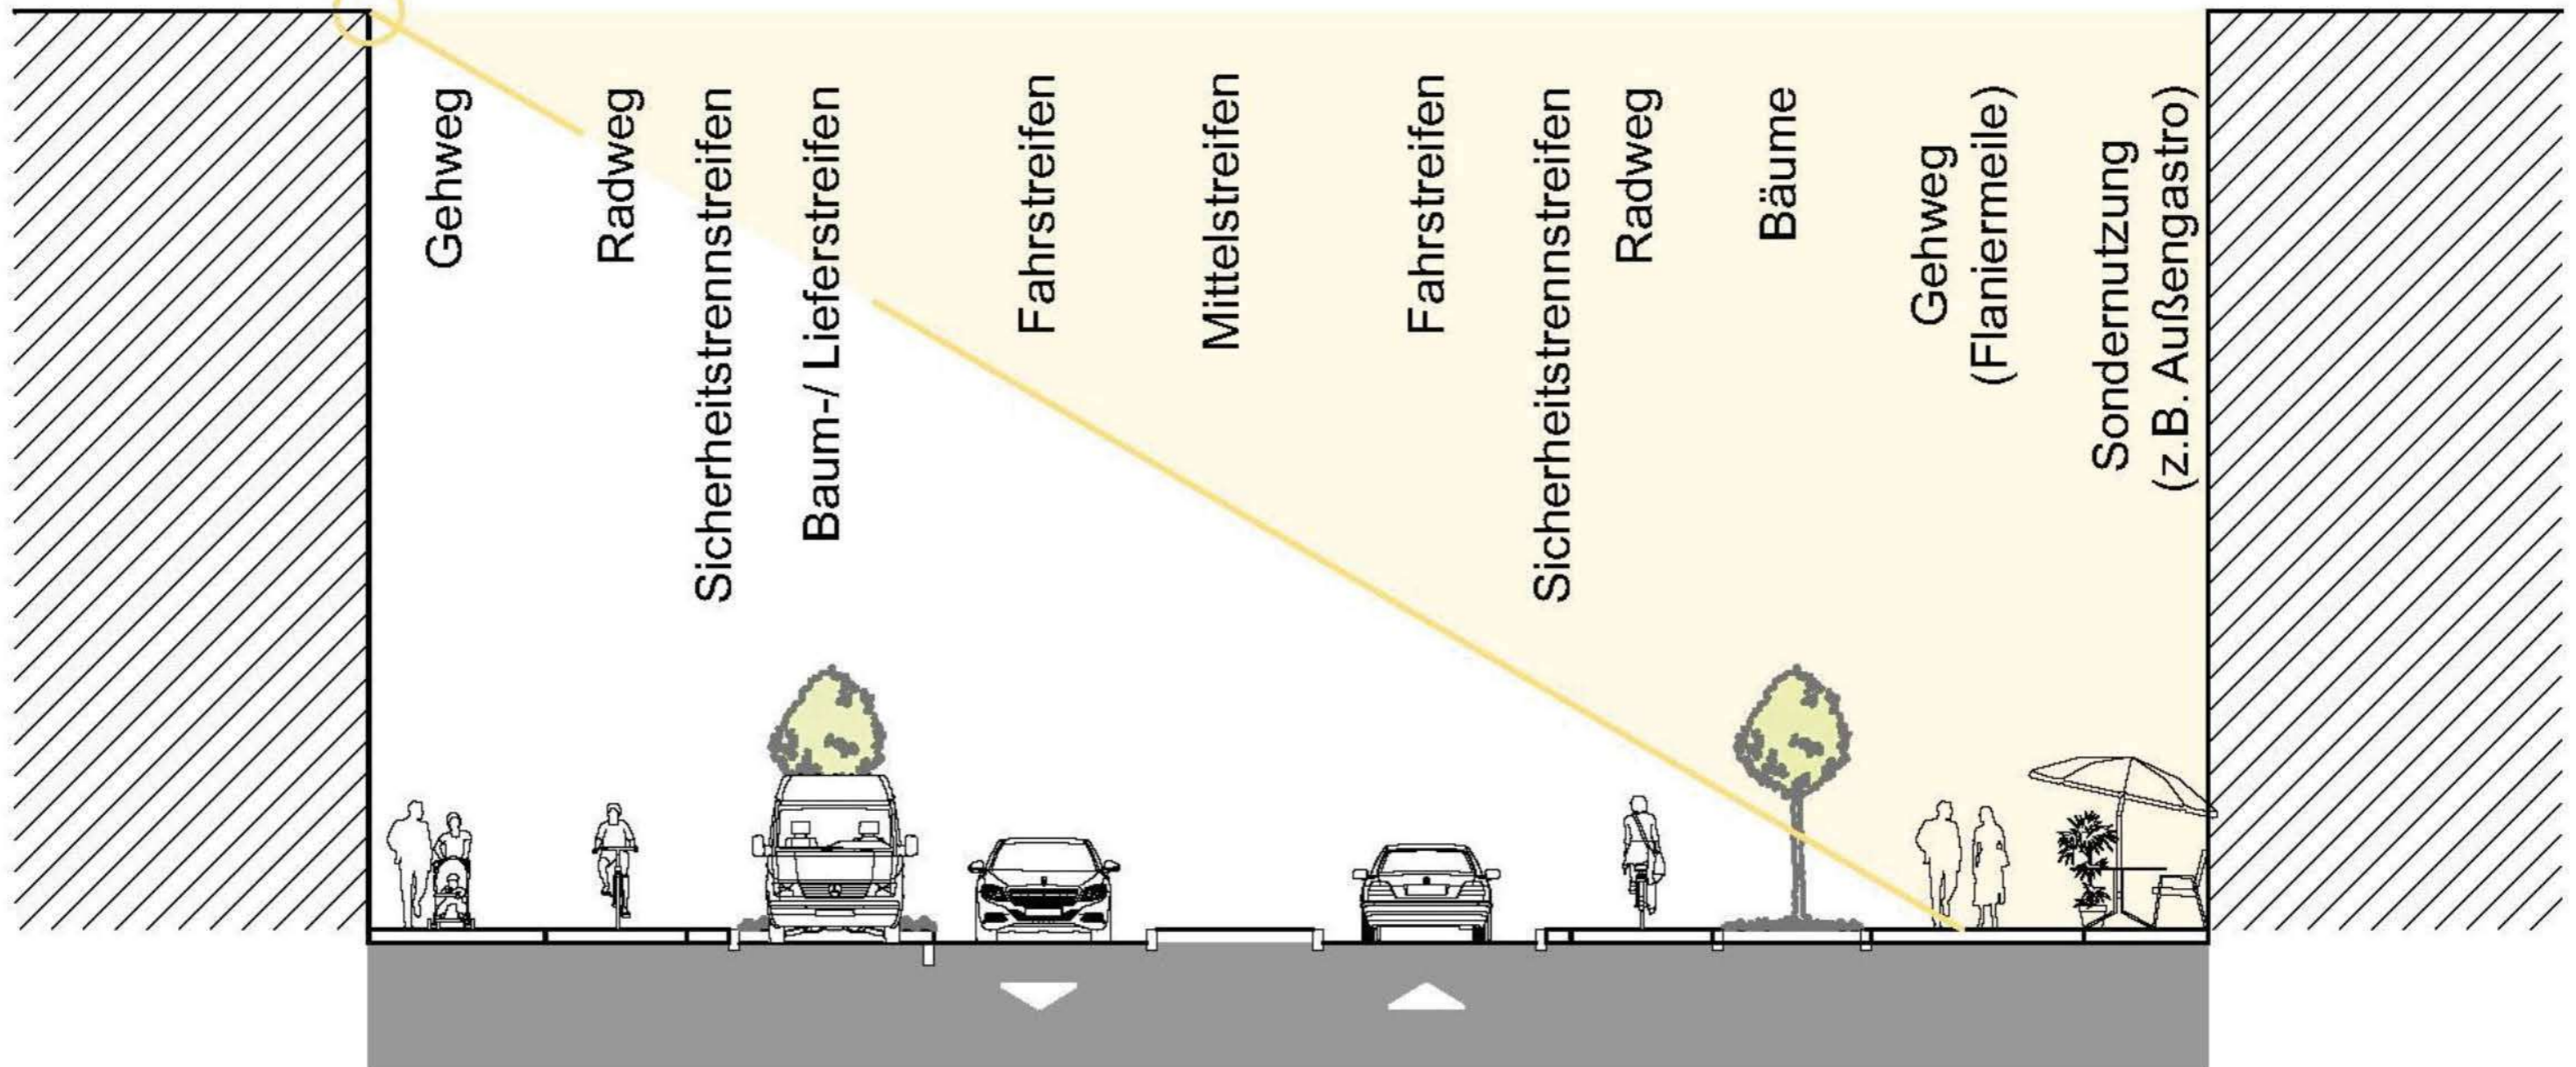 Gehweg
Radweg
Sicherheitstrennstreifen
Baum-/ Lieferstreifen
Fahrstreifen
Mittelstreifen
Fahrstreifen
Sicherheitstrennstreifen
Radweg
Bäume
Gehweg
(Flaniermeile)
Sondernutzung
(z.B. Außengastro)